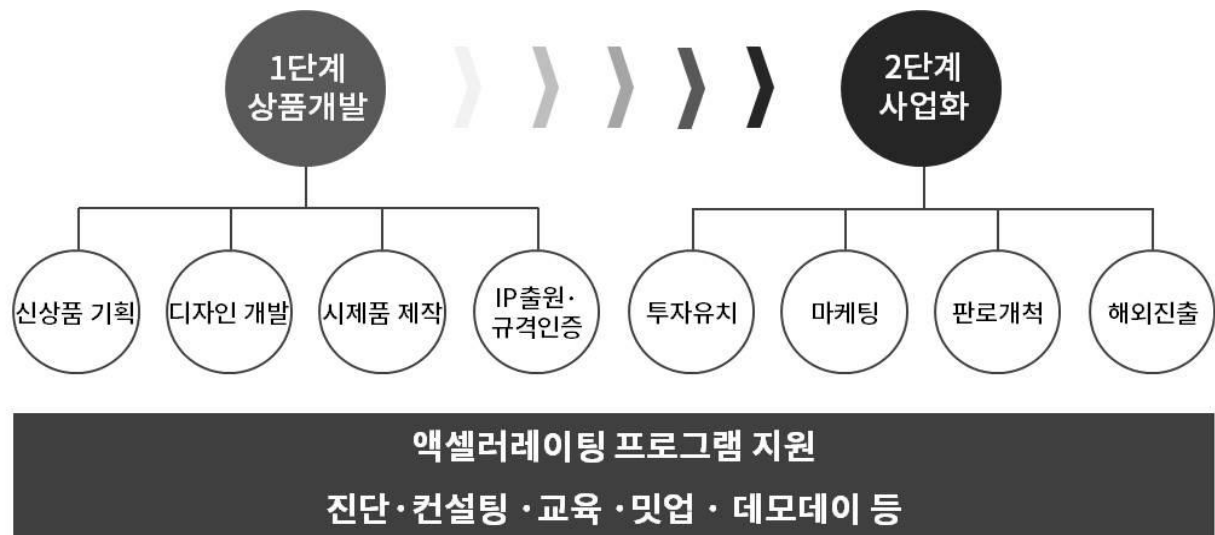 1단계
상품개발
2단계
사업화
신상품 기획
디자인 개발
시제품 제작
IP출원·
규격인증
투자유치
마케팅
판로개척
해외진출
액셀러레이팅 프로그램 지원
진단·컨설팅 ·교육 ·밋업 · 데모데이 등